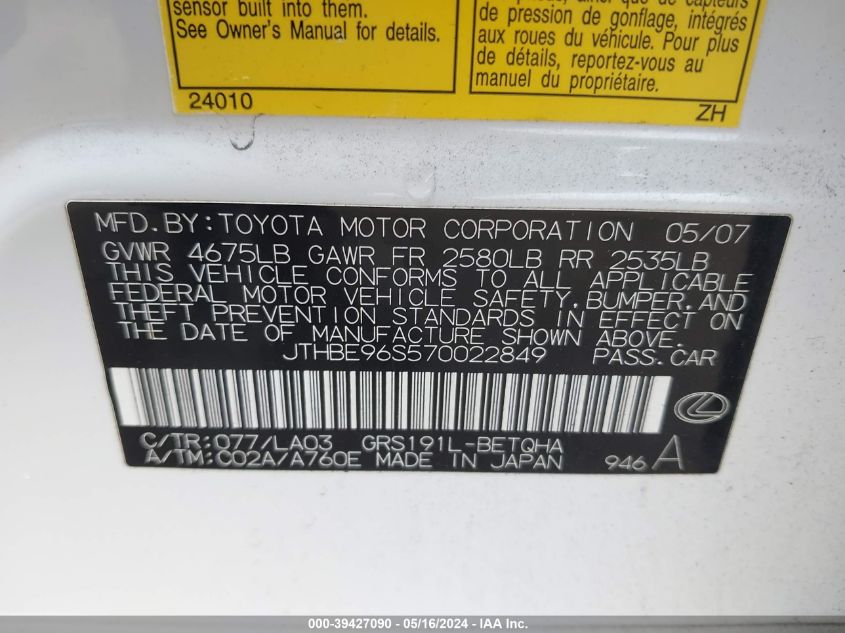 sensor built into them.
See Owner's Manual for details.
24010
de pression de gonflage, intégrés
aux roues du véhicule. Pour plus
de détails, reportez-vous au
manuel du propriétaire.
ZH
MFD.BY:TOYOTA MOTOR CORPORATION 05/07
GVWR 4675LB GAWR FR 2580LB RR 2535LB
THIS VEHICLE CONFORMS TO ALL APPLICABLE
FEDERAL MOTOR VEHICLE SAFETY,BUMPER,AND
THEFT PREVENTION STANDARDS IN EFFECT ON
THE DATE OF MANUFACTURE SHOWN ABOVE.
JTHBE96S570022849 PASS.CAR
C/TR:077/LA03 GRS191L-BETQHA
A/TM:C02A/A760E MADE IN JAPAN 946 A
000-39427090 - 05/16/2024 - IAA Inc.